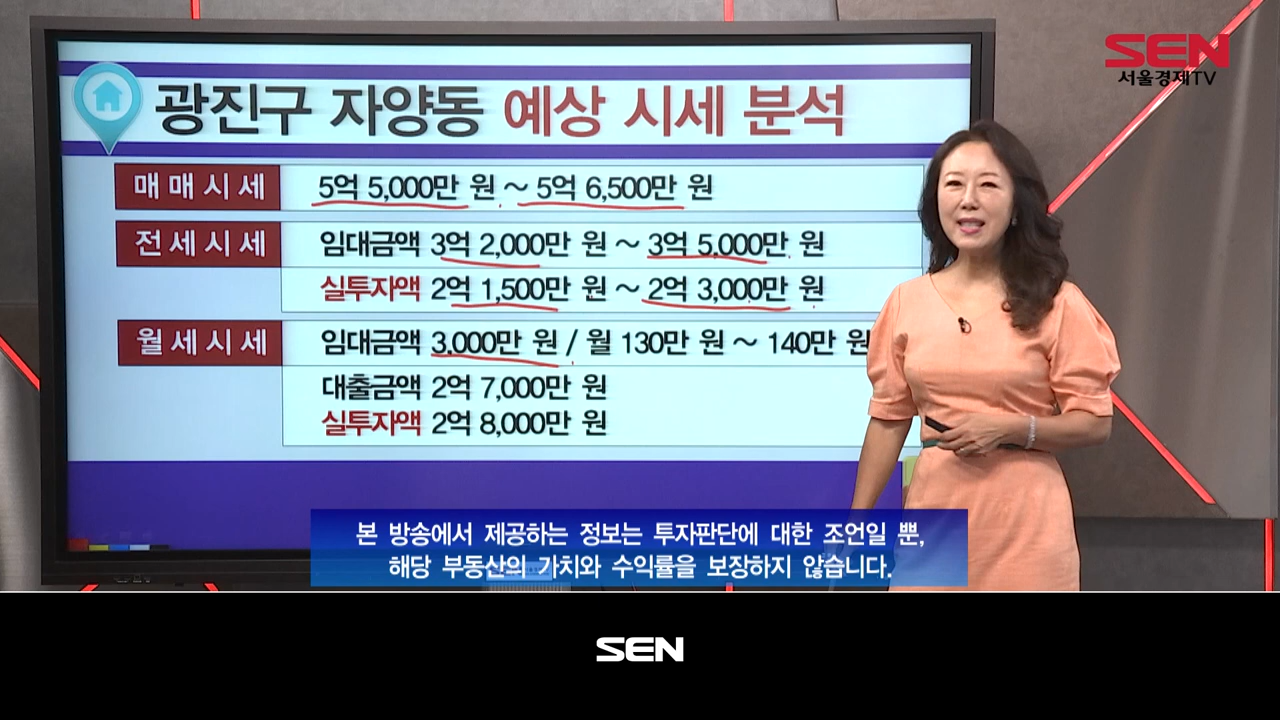 SEN
서울경제TV
광진구 자양동 예상 시세 분석
매매시세 5억 5,000만 원 ~ 5억 6,500만 원
전세시세 임대금액 3억 2,000만 원 ~ 3억 5,000만 원
실투자액 2억 1,500만 원 ~ 2억 3,000만 원
월세시세 임대금액 3,000만 원 / 월 130만 원 ~ 140만 원
대출금액 2억 7,000만 원
실투자액 2억 8,000만 원
본 방송에서 제공하는 정보는 투자판단에 대한 조언일 뿐,
해당 부동산의 가치와 수익률을 보장하지 않습니다.
SEN